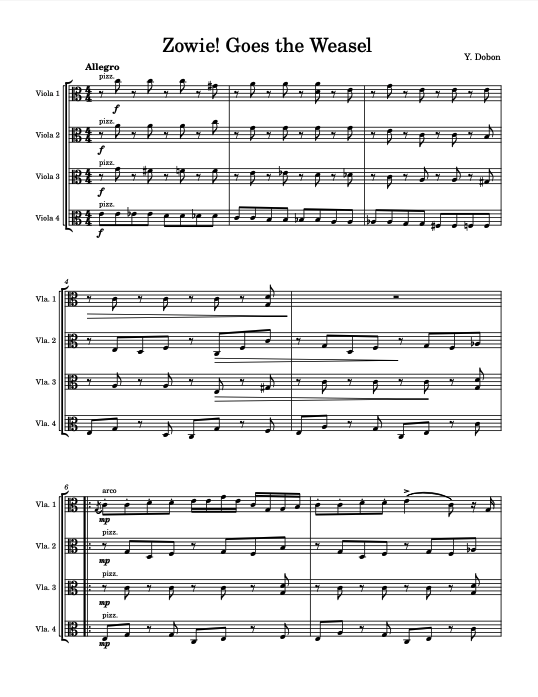 Zowie! Goes the Weasel
Y. Dobon
Allegro
pizz.
Viola 1
f
pizz.
Viola 2
f
pizz.
Viola 3
f
pizz.
Viola 4
f
4
Vla. 1
Vla. 2
Vla. 3
Vla. 4
6
arco
Vla. 1
mp
pizz.
Vla. 2
mp
pizz.
Vla. 3
mp
pizz.
Vla. 4
mp